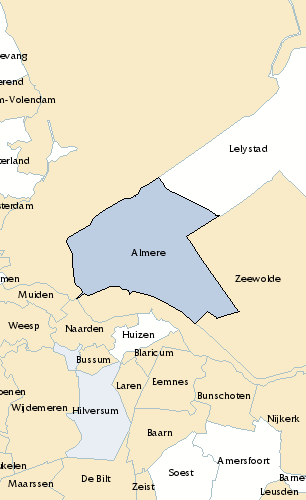 evang
erend
m-Volendam
Lelystad
terland
sterdam
Almere
Zeewolde
men
Muiden
Weesp
Naarden
Huizen
Blaricum
Bussum
Laren
Eemnes
Bunschoten
oenen
Wijdemeren
Hilversum
Nijkerk
Baarn
Amersfoort
ukelen
Soest
Maarssen
De Bilt
Zeist
Barne
Leusden